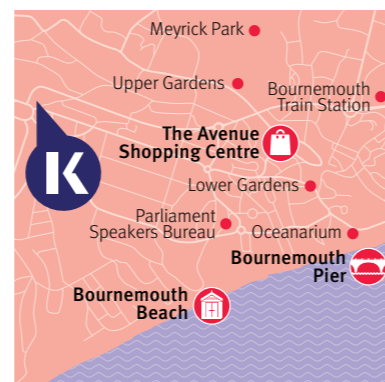 Meyrick Park
Upper Gardens
Bournemouth
Train Station
The Avenue
Shopping Centre
K
Lower Gardens
Parliament
Speakers Bureau
Oceanarium
Bournemouth
Pier
Bournemouth
Beach